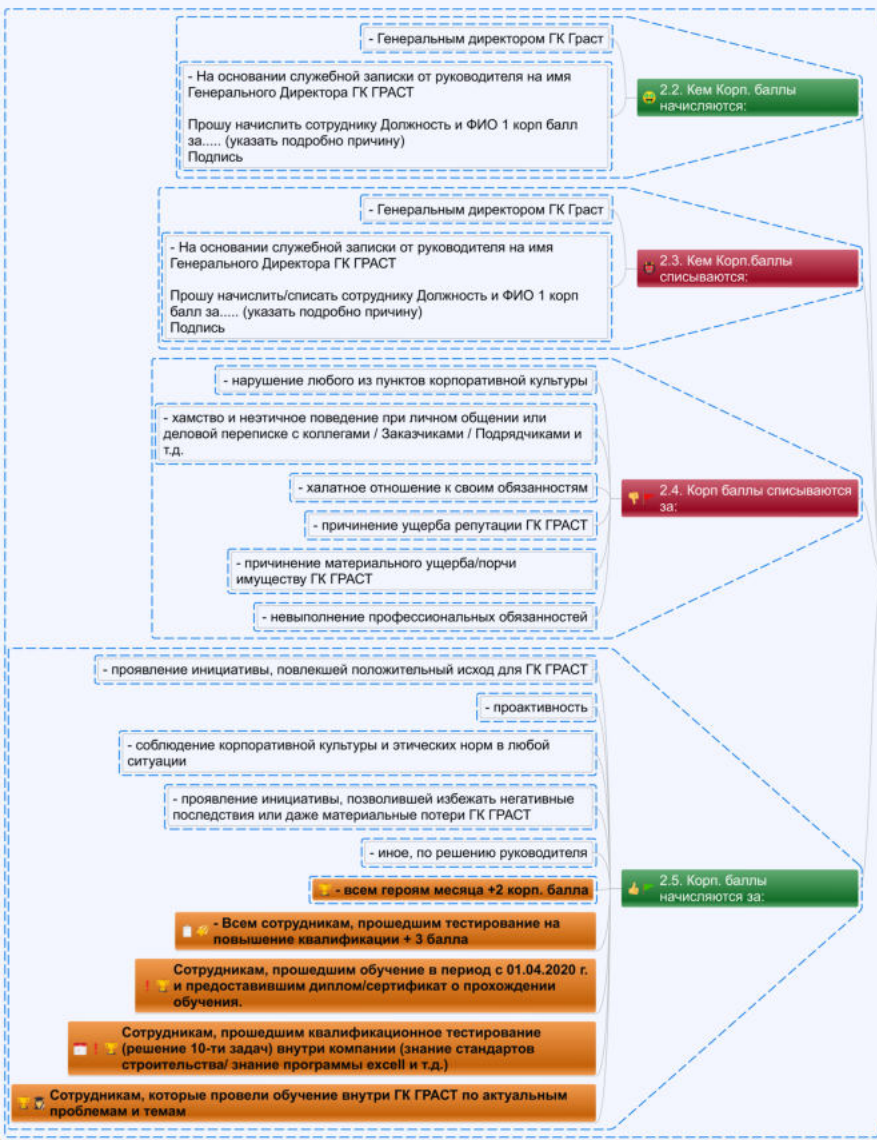 - Генеральным директором ГК Граст
- На основании служебной записки от руководителя на имя
Генерального Директора ГК ГРАСТ
Прошу начислить сотруднику Должность и ФИО 1 корп балл
за..... (указать подробно причину)
Подпись
2.2. Кем Корп. баллы
начисляются:
- Генеральным директором ГК Граст
- На основании служебной записки от руководителя на имя
Генерального Директора ГК ГРАСТ
Прошу начислить/списать сотруднику Должность и ФИО 1 корп
балл за..... (указать подробно причину)
Подпись
2.3. Кем Корп.баллы
списываются:
- нарушение любого из пунктов корпоративной культуры
- хамство и неэтичное поведение при личном общении или
деловой переписке с коллегами / Заказчиками / Подрядчиками и
т.д.
- халатное отношение к своим обязанностям
- причинение ущерба репутации ГК ГРАСТ
- причинение материального ущерба/порчи
имуществу ГК ГРАСТ
- невыполнение профессиональных обязанностей
2.4. Корп баллы списываются
за:
- проявление инициативы, повлекшей положительный исход для ГК ГРАСТ
- проактивность
- соблюдение корпоративной культуры и этических норм в любой
ситуации
- проявление инициативы, позволившей избежать негативные
последствия или даже материальные потери ГК ГРАСТ
- иное, по решению руководителя
- всем героям месяца +2 корп. балла
- Всем сотрудникам, прошедшим тестирование на
повышение квалификации + 3 балла
Сотрудникам, прошедшим обучение в период с 01.04.2020 г.
и предоставившим диплом/сертификат о прохождении
обучения.
Сотрудникам, прошедшим квалификационное тестирование
(решение 10-ти задач) внутри компании (знание стандартов
строительства/ знание программы excell и т.д.)
Сотрудникам, которые провели обучение внутри ГК ГРАСТ по актуальным
проблемам и темам
2.5. Корп. баллы
начисляются за: